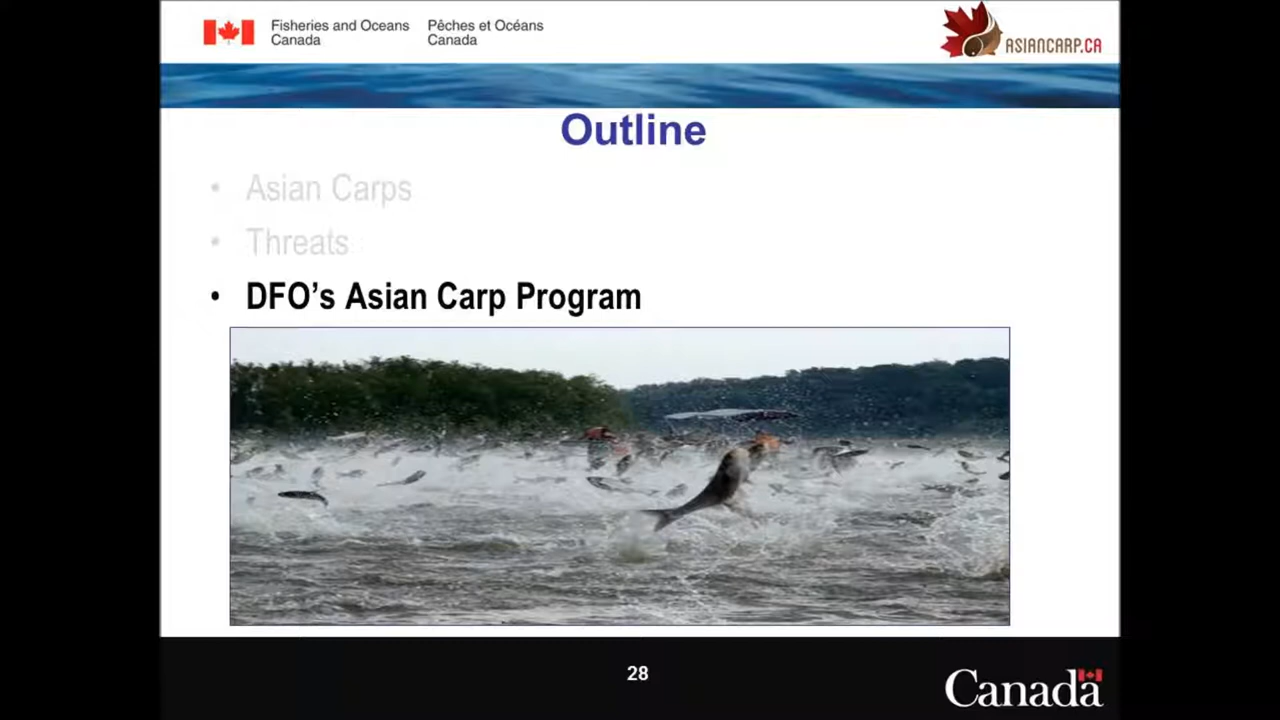 Fisheries and Oceans
Canada
Pêches et Océans
Canada
ASIANCARP.CA
Outline
• Asian Carps
• Threats
• DFO's Asian Carp Program
28
Canada